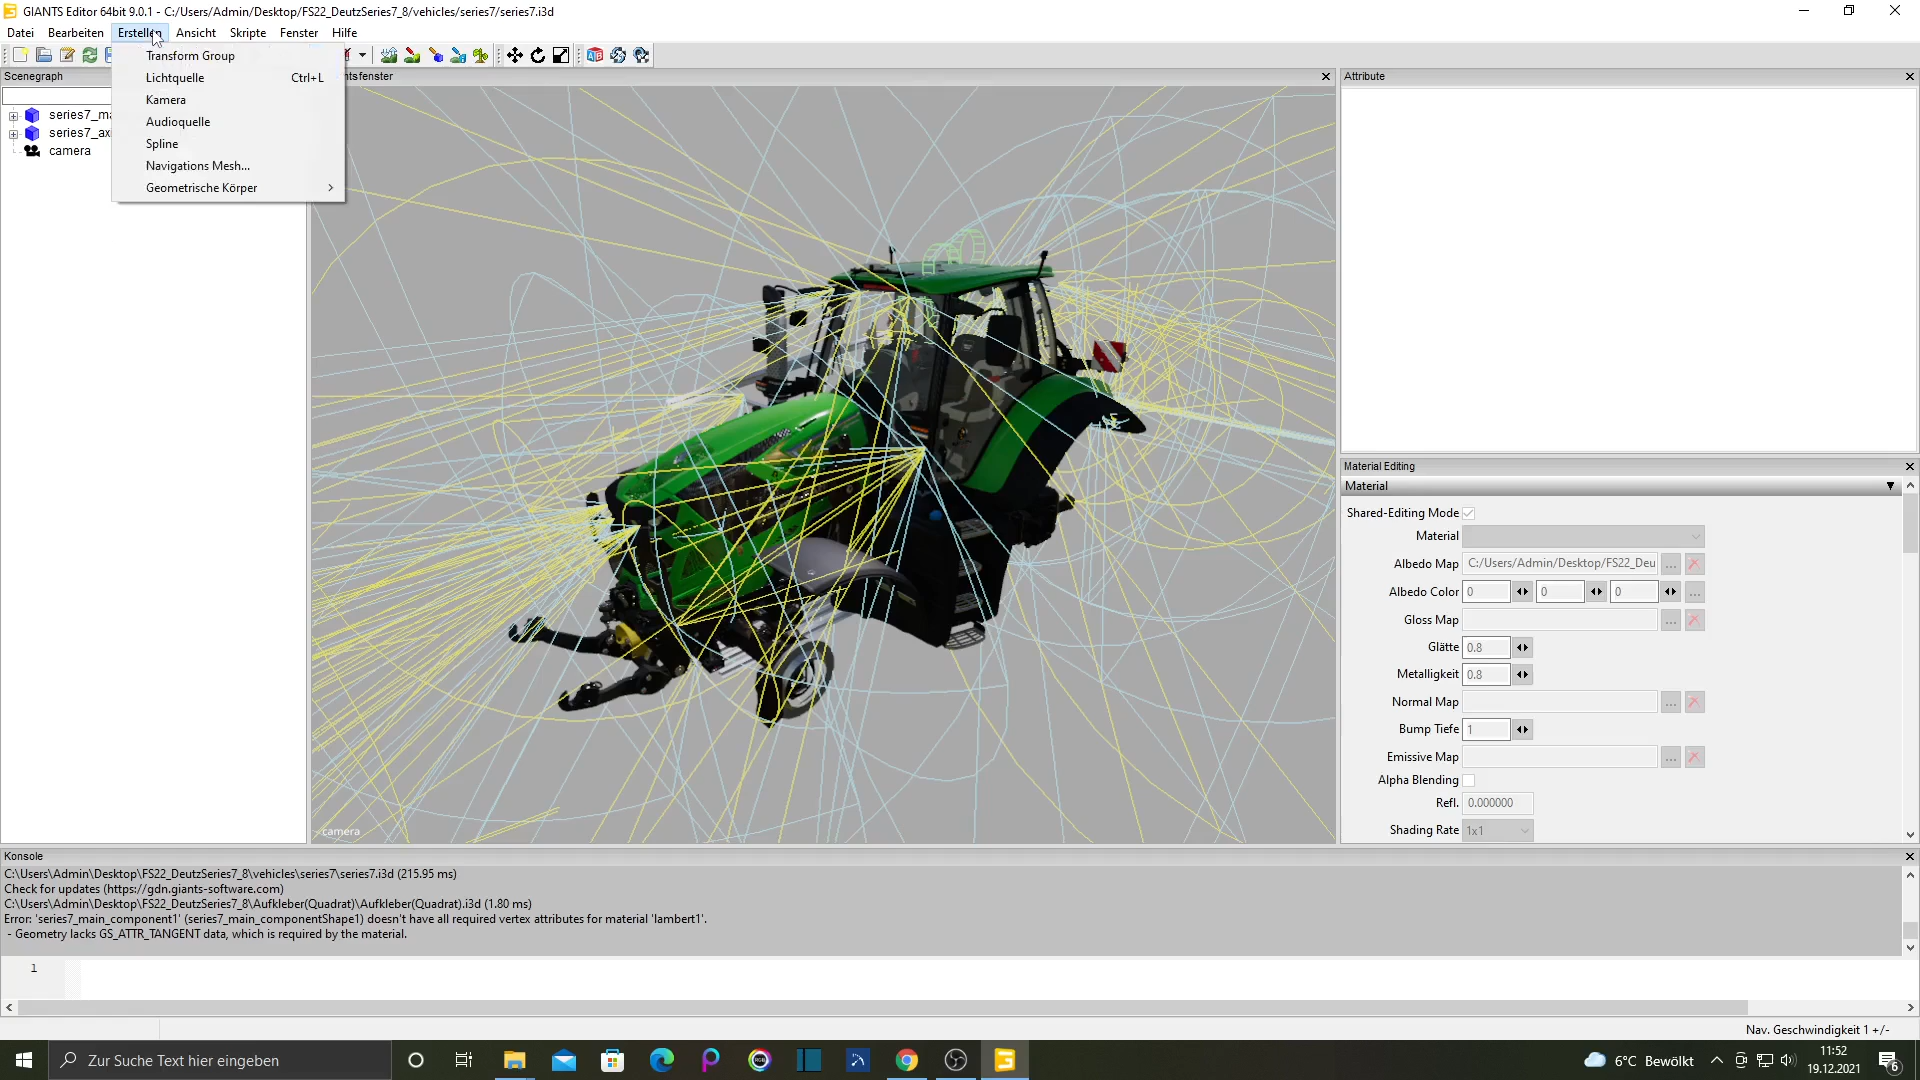 GIANTS Editor 64bit 9.0.1 - C:/Users/Admin/Desktop/FS22_DeutzSeries7_8/vehicles/series7/series7.i3d
Datei Bearbeiten Erstellen Ansicht Skripte Fenster Hilfe
Transform Group
Lichtquelle Ctrl+L
Kamera
Audioquelle
Spline
Navigations Mesh...
Geometrische Körper
Scenegraph
series7_ma
series7_ax
camera
ntsfenster
camera
Attribute
Material Editing
Material
Shared-Editing Mode
Material
Albedo Map C:/Users/Admin/Desktop/FS22_Deu ...
Albedo Color 0 0 0 ...
Gloss Map ...
Glätte 0.8
Metalligkeit 0.8
Normal Map ...
Bump Tiefe 1
Emissive Map ...
Alpha Blending
Refl. 0.000000
Shading Rate 1x1
Konsole
C:\Users\Admin\Desktop\FS22_DeutzSeries7_8\vehicles\series7\series7.i3d (215.95 ms)
Check for updates (https://gdn.giants-software.com)
C:\Users\Admin\Desktop\FS22_DeutzSeries7_8\Aufkleber(Quadrat)\Aufkleber(Quadrat).i3d (1.80 ms)
Error: 'series7_main_component1' (series7_main_componentShape1) doesn't have all required vertex attributes for material 'lambert1'.
- Geometry lacks GS_ATTR_TANGENT data, which is required by the material.
1
Nav. Geschwindigkeit 1 +/-
Zur Suche Text hier eingeben
6°C Bewölkt
11:52
19.12.2021
6